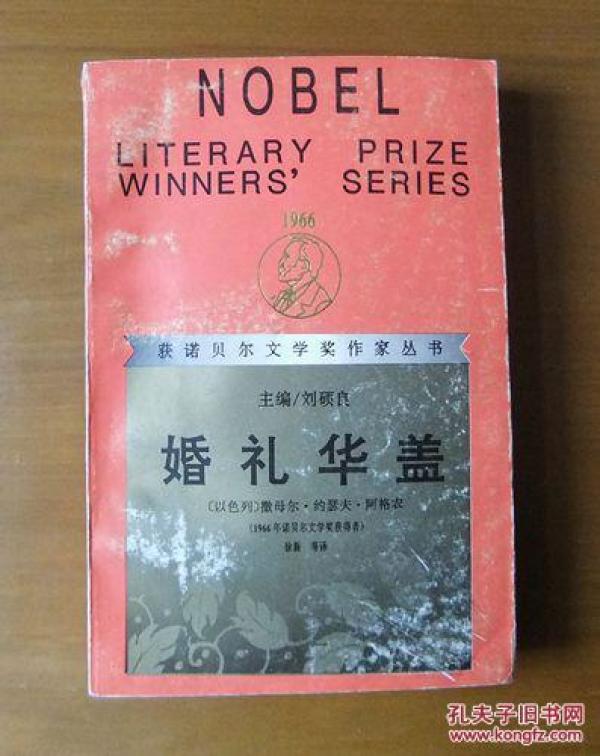 NOBEL
LITERARY PRIZE
WINNERS' SERIES
1966
获诺贝尔文学奖作家丛书
主编/刘硕良
婚礼华盖
〔以色列〕撒母尔·约瑟夫·阿格农
(1966年诺贝尔文学奖获得者)
徐新 等译
孔夫子旧书网
www.kongfz.com